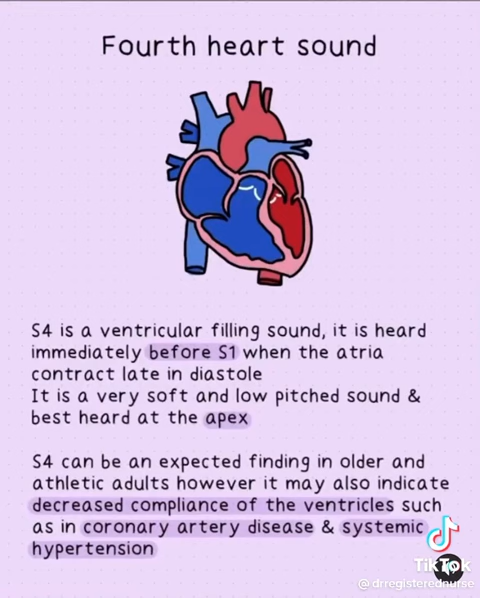 Fourth heart sound
S4 is a ventricular filling sound, it is heard
immediately before S1 when the atria
contract late in diastole
It is a very soft and low pitched sound &
best heard at the apex
S4 can be an expected finding in older and
athletic adults however it may also indicate
decreased compliance of the ventricles such
as in coronary artery disease & systemic
hypertension
TikTok
@drregisterednurse